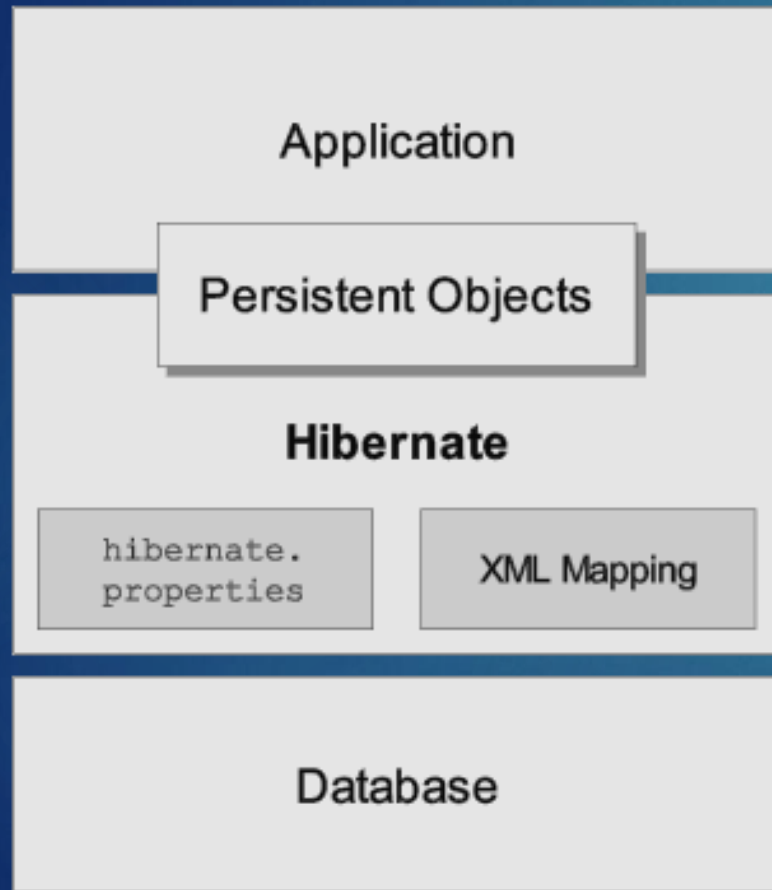 Application
Persistent Objects
Hibernate
hibernate.
properties
XML Mapping
Database